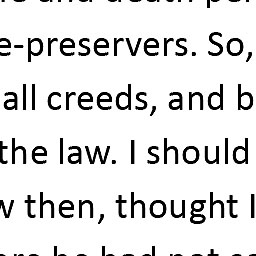 e-preservers. So,
all creeds, and b
the law. I should
w then, thought I